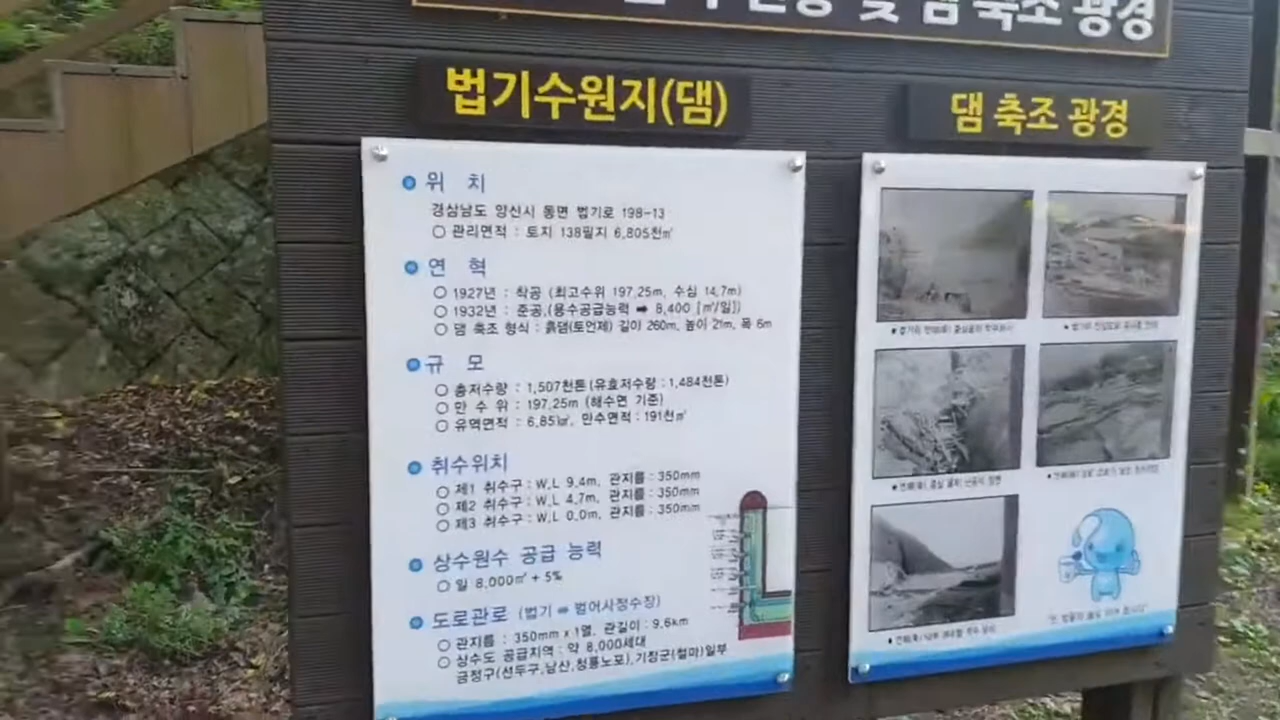 및 댐 축조 광경
법기수원지(댐)
위 치
경상남도 양산시 동면 법기로 198-13
○ 관리면적 : 토지 138필지 6,805천㎡
연 혁
○ 1927년 : 착공 (최고수위 197.25m, 수심 14.7m)
○ 1932년 : 준공,(용수공급능력 ➡ 8,400 [㎥/일])
○ 댐 축조 형식 : 흙댐(토언제) 길이 260m, 높이 21m, 폭 6m
규 모
○ 총저수량 : 1,507천톤 (유효저수량 : 1,484천톤)
○ 만 수 위 : 197.25m (해수면 기준)
○ 유역면적 : 6.85㎢, 만수면적 : 191천㎡
취수위치
○ 제1 취수구 : W.L 9.4m, 관지름 : 350mm
○ 제2 취수구 : W.L 4.7m, 관지름 : 350mm
○ 제3 취수구 : W.L 0.0m, 관지름 : 350mm
상수원수 공급 능력
○ 일 8,000㎥ + 5%
도로관로 (법기 ⇔ 범어사정수장)
○ 관지름 : 350mm x 1열, 관길이 : 9.6km
○ 상수도 공급지역 : 약 8,000세대
금정구(선두구,남산,청룡노포),기장군(철마)일부
댐 축조 광경